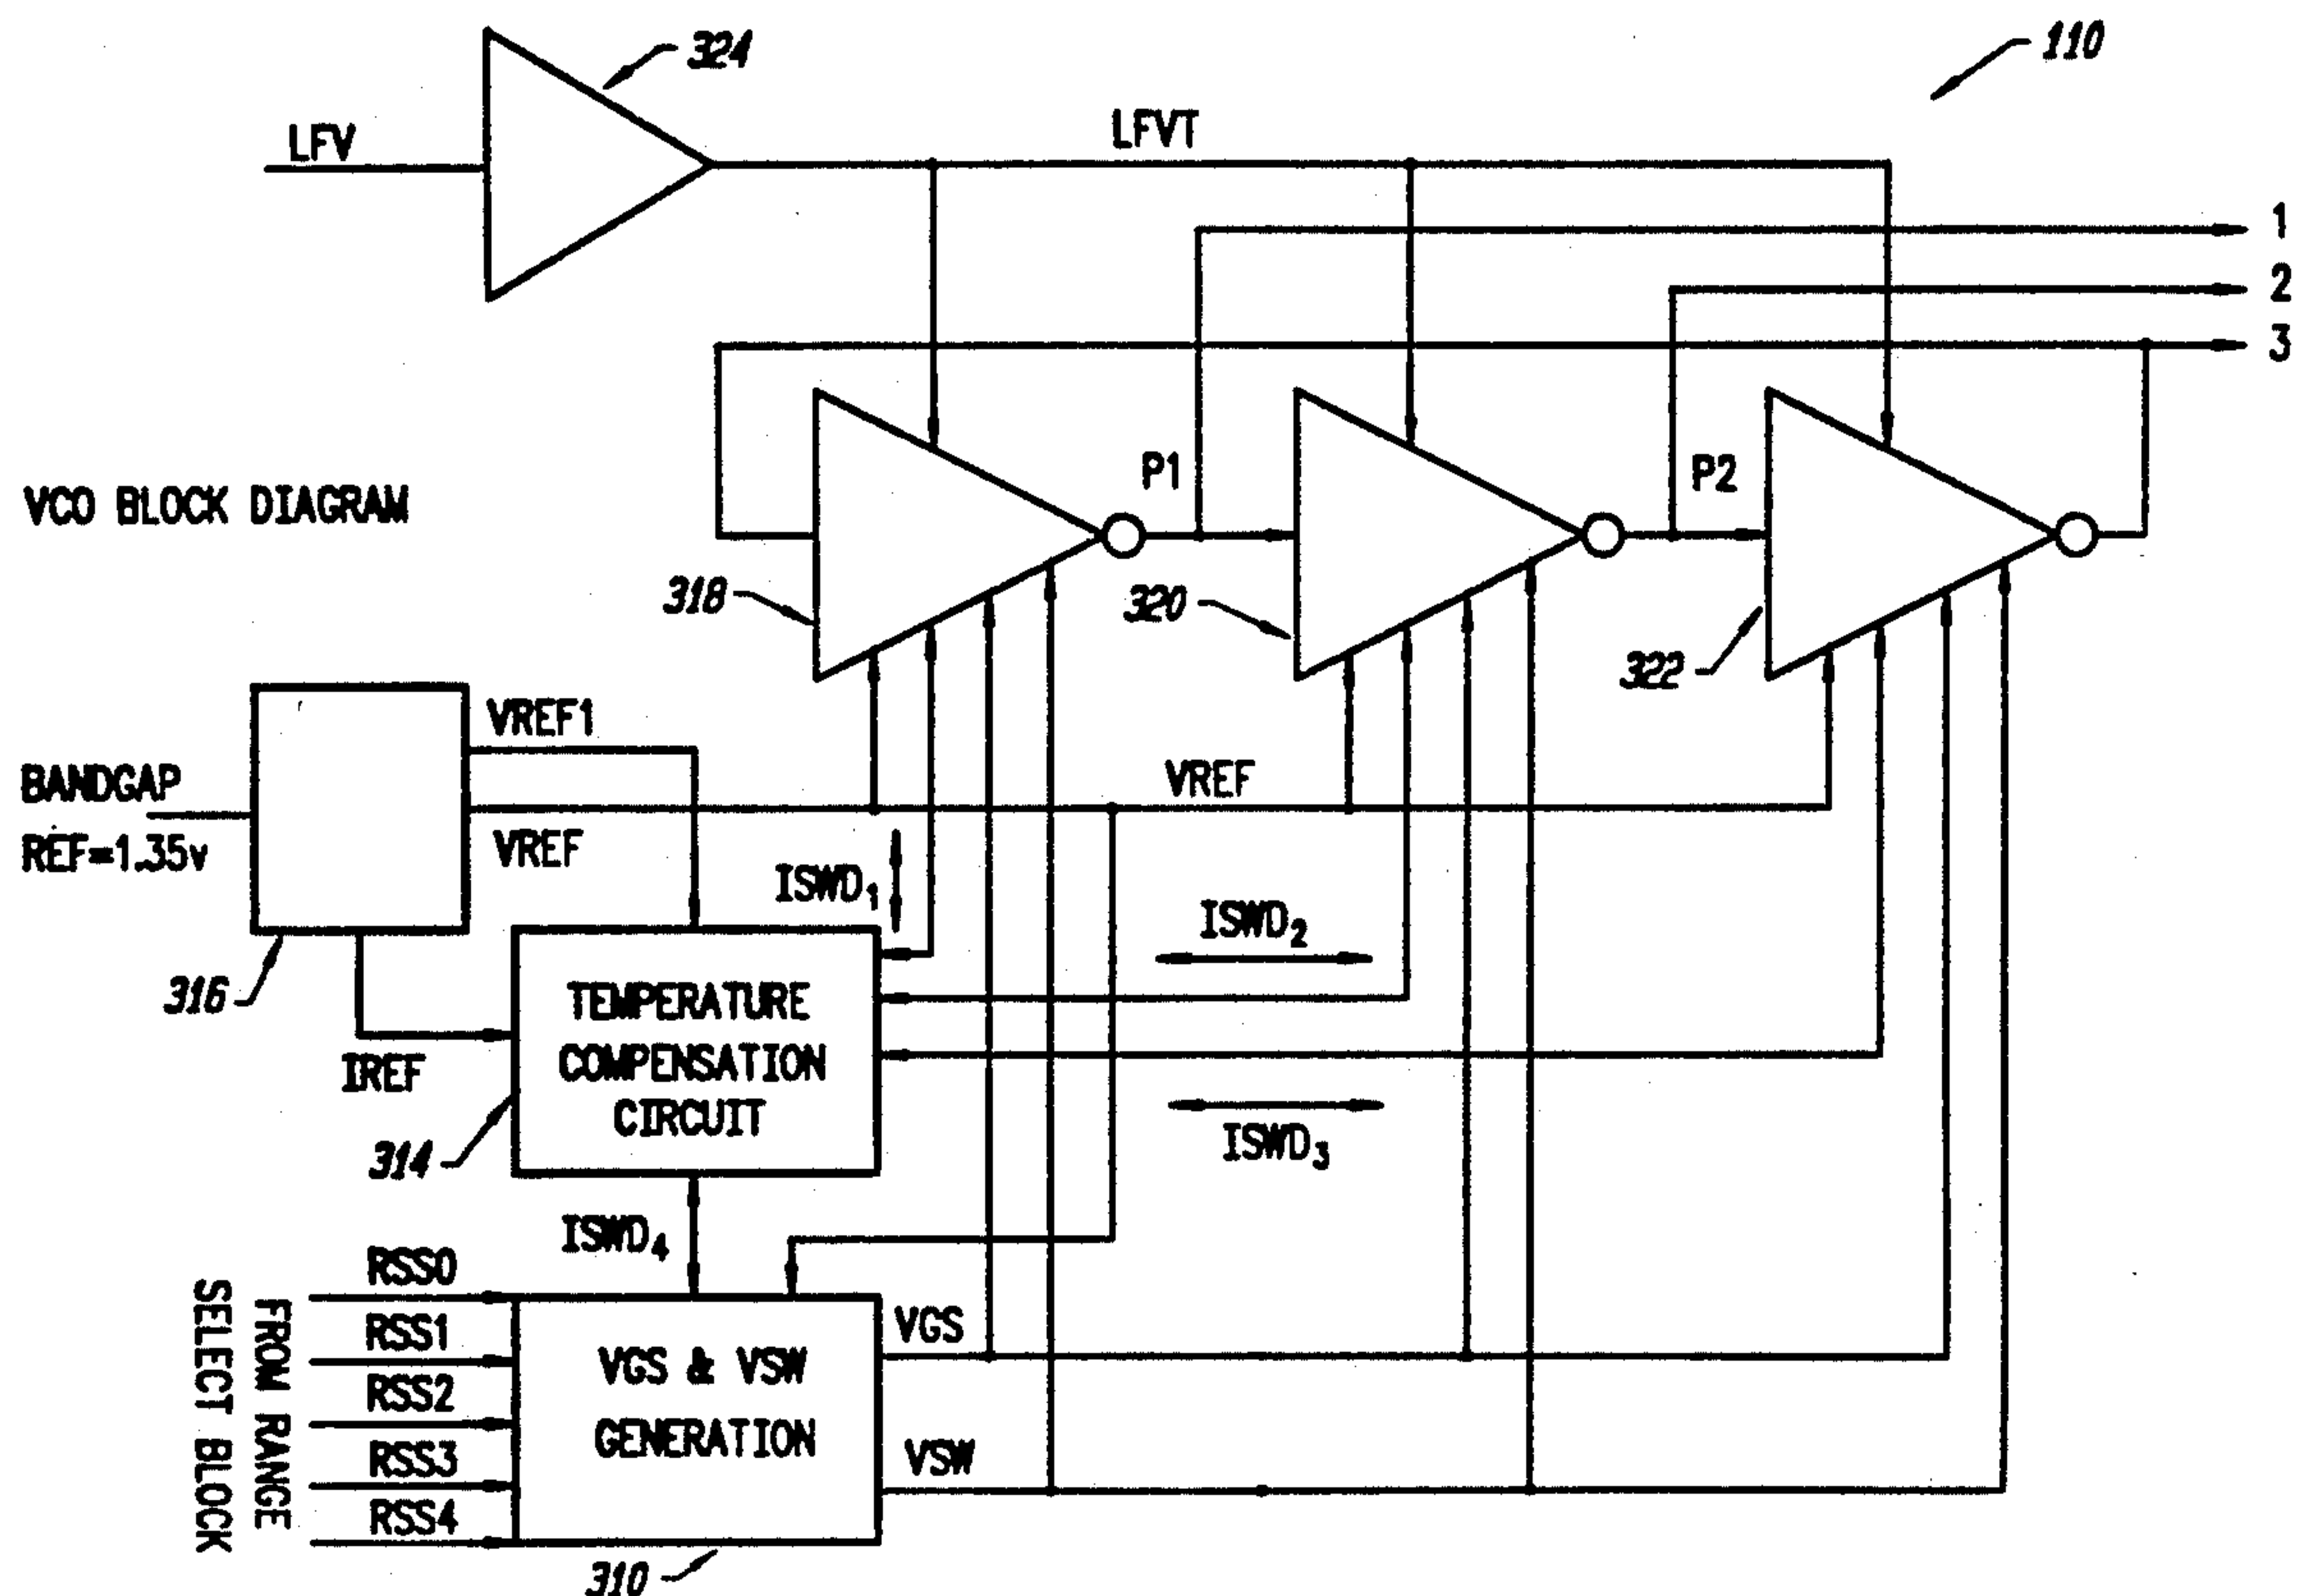 324
110
LFV
LFVT
1
2
3
P1
P2
VCO BLOCK DIAGRAM
318
320
322
VREF1
BANDGAP
REF=1.35v
VREF
VREF
ISWD1
ISWD2
316
TEMPERATURE
COMPENSATION
CIRCUIT
IREF
314
ISWD3
ISWD4
FROM RANGE
SELECT BLOCK
RSS0
RSS1
RSS2
RSS3
RSS4
VGS & VSW
GENERATION
VGS
VSW
310